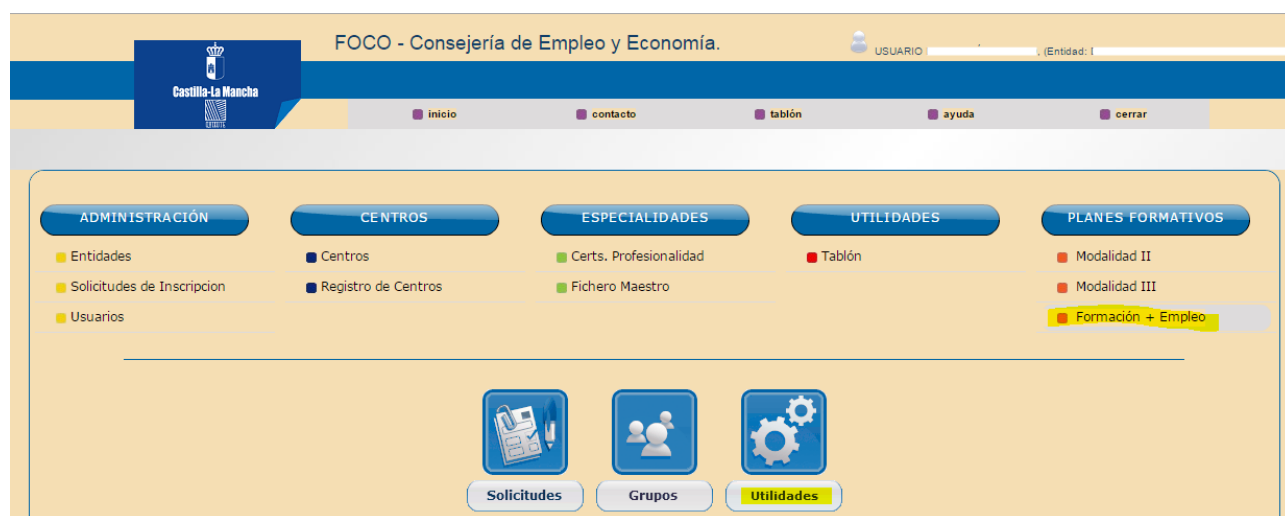 FOCO - Consejería de Empleo y Economía.
USUARIO , (Entidad:
Castilla-La Mancha
inicio contacto tablón ayuda cerrar
ADMINISTRACIÓN CENTROS ESPECIALIDADES UTILIDADES PLANES FORMATIVOS
Entidades Centros Certs. Profesionalidad Tablón Modalidad II
Solicitudes de Inscripcion Registro de Centros Fichero Maestro Modalidad III
Usuarios Formación + Empleo
Solicitudes Grupos Utilidades